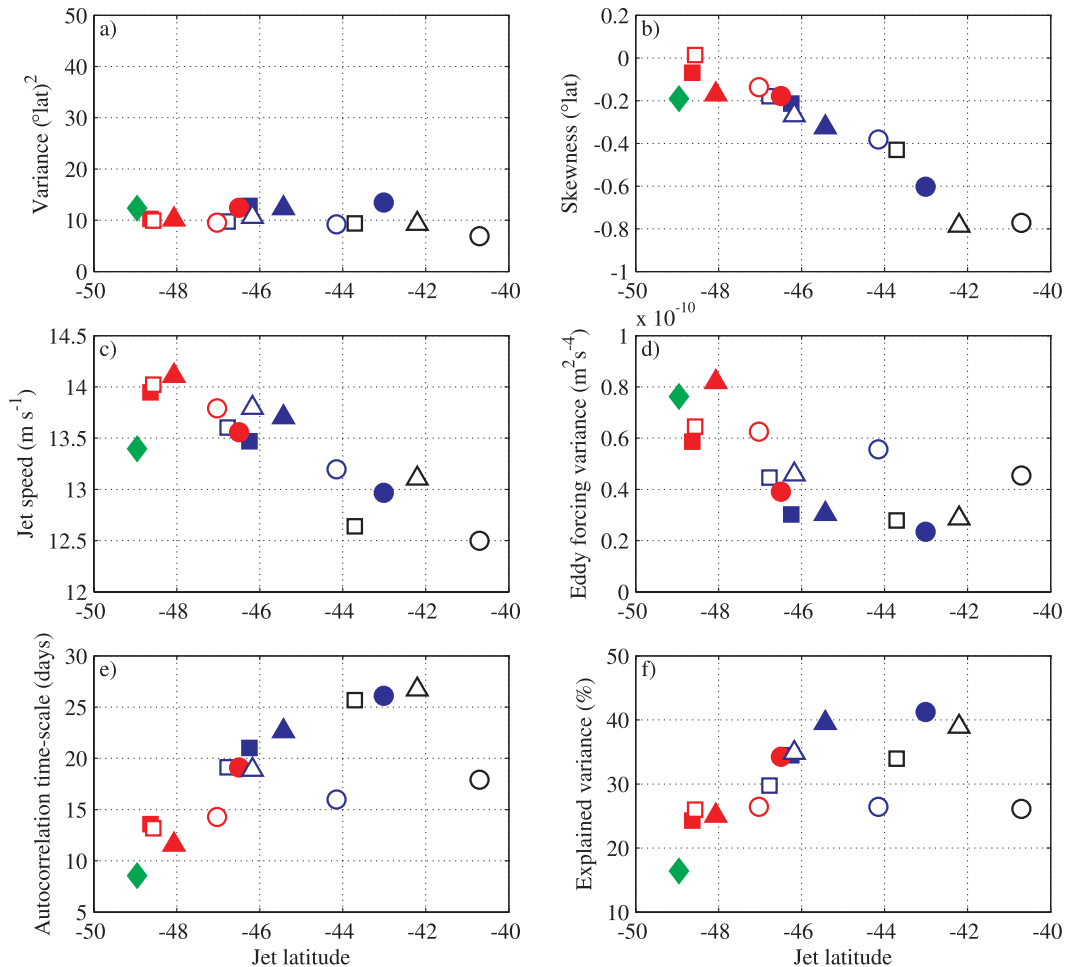 a)
Variance (°lat)2
50
40
30
20
10
0
-50 -48 -46 -44 -42 -40
b)
Skewness (°lat)
0
-0.2
-0.4
-0.6
-0.8
-1
-50 -48 -46 -44 -42 -40
c)
Jet speed (m s-1)
14.5
14
13.5
13
12.5
12
-50 -48 -46 -44 -42 -40
x 10-10
d)
Eddy forcing variance (m2s-4)
1
0.8
0.6
0.4
0.2
0
-50 -48 -46 -44 -42 -40
e)
Autocorrelation time-scale (days)
30
25
20
15
10
5
-50 -48 -46 -44 -42 -40
Jet latitude
f)
Explained variance (%)
50
40
30
20
10
-50 -48 -46 -44 -42 -40
Jet latitude